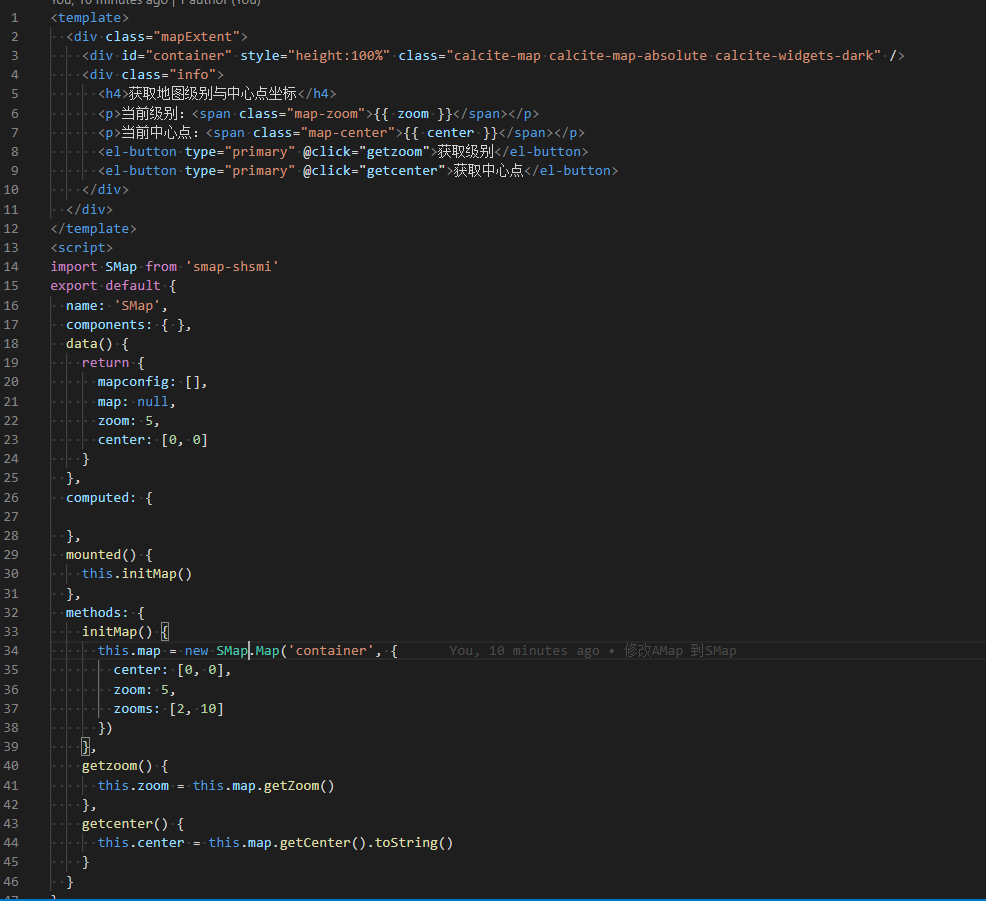 You, 10 minutes ago | 1 author (You)
1 <template>
2 <div class="mapExtent">
3 <div id="container" style="height:100%" class="calcite-map calcite-map-absolute calcite-widgets-dark" />
4 <div class="info">
5 <h4>获取地图级别与中心点坐标</h4>
6 <p>当前级别：<span class="map-zoom">{{ zoom }}</span></p>
7 <p>当前中心点：<span class="map-center">{{ center }}</span></p>
8 <el-button type="primary" @click="getzoom">获取级别</el-button>
9 <el-button type="primary" @click="getcenter">获取中心点</el-button>
10 </div>
11 </div>
12 </template>
13 <script>
14 import SMap from 'smap-shsmi'
15 export default {
16 name: 'SMap',
17 components: { },
18 data() {
19 return {
20 mapconfig: [],
21 map: null,
22 zoom: 5,
23 center: [0, 0]
24 }
25 },
26 computed: {
27
28 },
29 mounted() {
30 this.initMap()
31 },
32 methods: {
33 initMap() {
34 this.map = new SMap.Map('container', { You, 10 minutes ago • 修改AMap 到SMap
35 center: [0, 0],
36 zoom: 5,
37 zooms: [2, 10]
38 })
39 },
40 getzoom() {
41 this.zoom = this.map.getZoom()
42 },
43 getcenter() {
44 this.center = this.map.getCenter().toString()
45 }
46 }
47 }